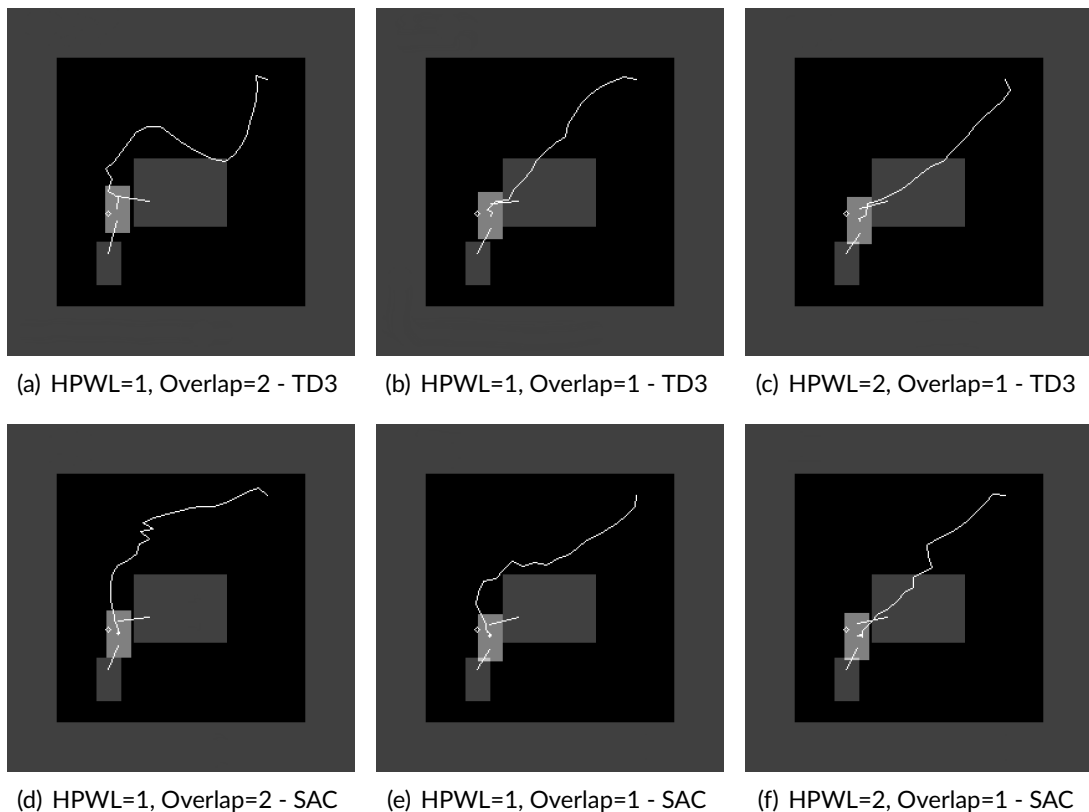 (a) HPWL=1, Overlap=2 - TD3
(b) HPWL=1, Overlap=1 - TD3
(c) HPWL=2, Overlap=1 - TD3
(d) HPWL=1, Overlap=2 - SAC
(e) HPWL=1, Overlap=1 - SAC
(f) HPWL=2, Overlap=1 - SAC